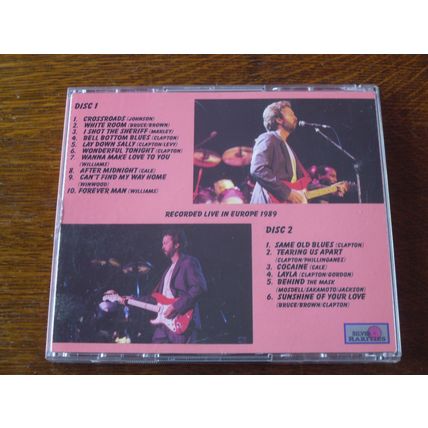 DISC 1
1. CROSSROADS (JOHNSON)
2. WHITE ROOM (BRUCE/BROWN)
3. I SHOT THE SHERIFF (MARLEY)
4. BELL BOTTOM BLUES (CLAPTON)
5. LAY DOWN SALLY (CLAPTON/LEVY)
6. WONDERFUL TONIGHT (CLAPTON)
7. WANNA MAKE LOVE TO YOU
(WILLIAMS)
8. AFTER MIDNIGHT (CALE)
9. CAN'T FIND MY WAY HOME
(WINWOOD)
10. FOREVER MAN (WILLIAMS)
RECORDED LIVE IN EUROPE 1989
DISC 2
1. SAME OLD BLUES (CLAPTON)
2. TEARING US APART
(CLAPTON/PHILLINGANES)
3. COCAINE (CALE)
4. LAYLA (CLAPTON/GORDON)
5. BEHIND THE MASK
(MOSDELL/SAKAMOTO/JACKSON)
6. SUNSHINE OF YOUR LOVE
(BRUCE/BROWN/CLAPTON)
SILVER
RARITIES